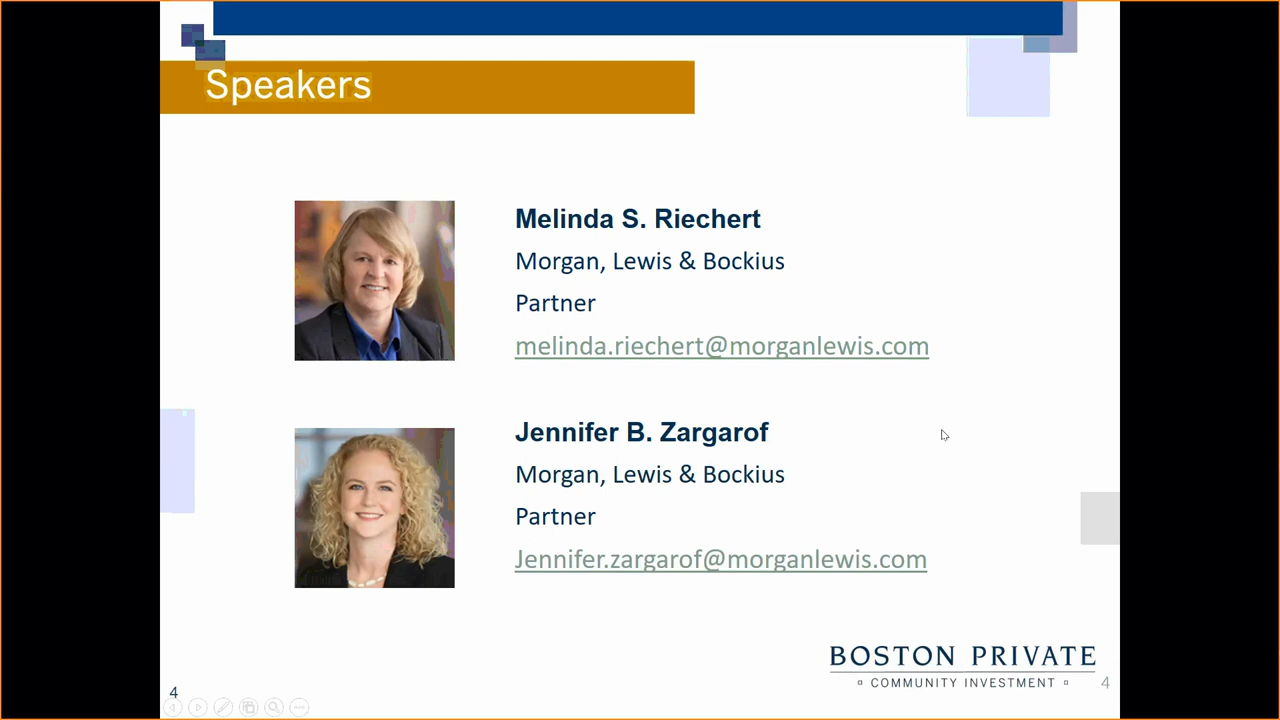 Speakers
Melinda S. Riechert
Morgan, Lewis & Bockius
Partner
melinda.riechert@morganlewis.com
Jennifer B. Zargarof
Morgan, Lewis & Bockius
Partner
Jennifer.zargarof@morganlewis.com
BOSTON PRIVATE
COMMUNITY INVESTMENT
4
4